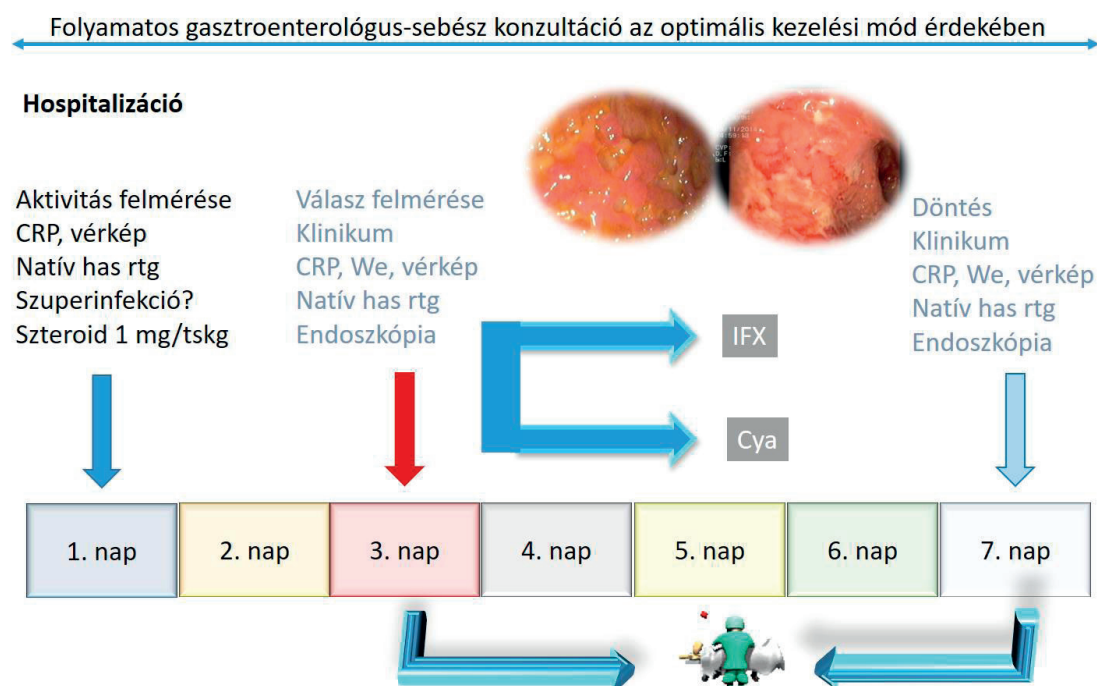 Folyamatos gasztroenterológus-sebész konzultáció az optimális kezelési mód érdekében
Hospitalizáció
Aktivitás felmérése
CRP, vérkép
Natív has rtg
Szuperinfekció?
Szteroid 1 mg/tskg
Válasz felmérése
Klinikum
CRP, We, vérkép
Natív has rtg
Endoszkópia
IFX
Cya
Döntés
Klinikum
CRP, We, vérkép
Natív has rtg
Endoszkópia
1. nap
2. nap
3. nap
4. nap
5. nap
6. nap
7. nap